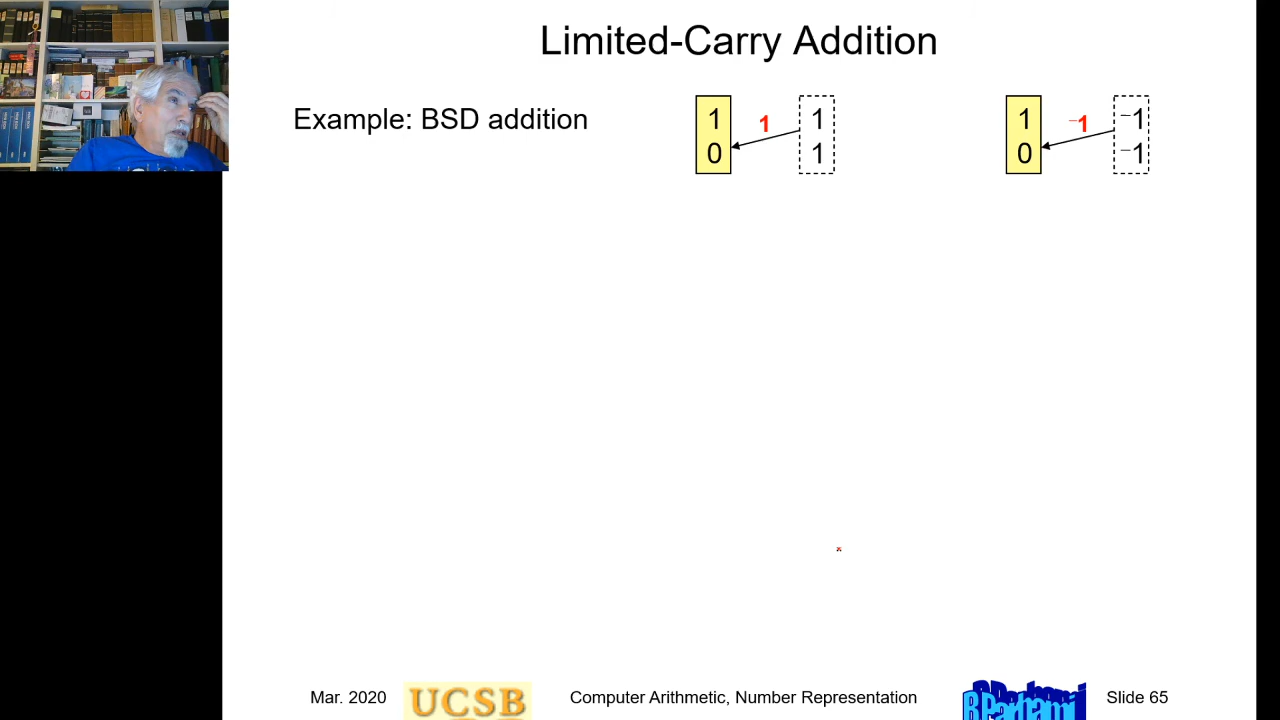 Limited-Carry Addition
Example: BSD addition
1 1 1
0 1
1 −1 −1
0 −1
Mar. 2020 UCSB Computer Arithmetic, Number Representation B Parhami Slide 65